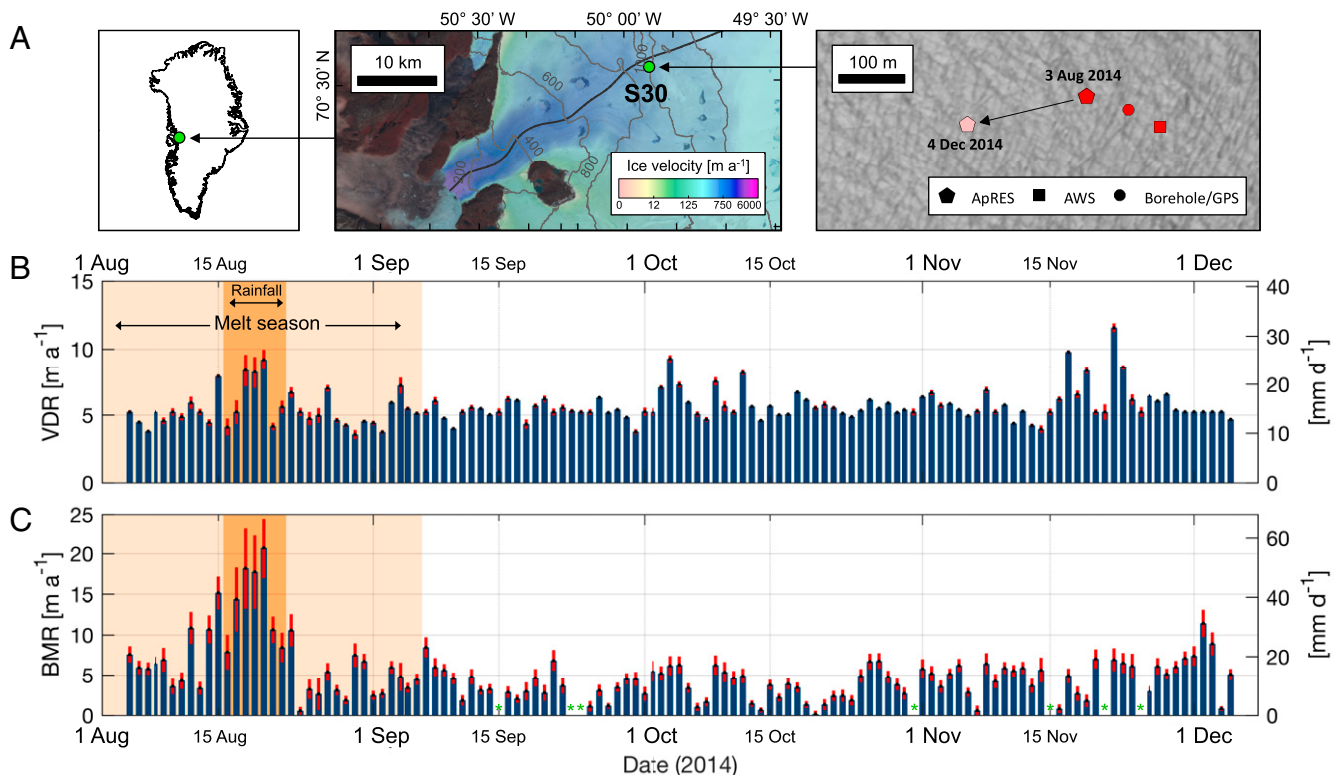 A
50° 30' W
50° 00' W
49° 30' W
70° 30' N
10 km
600
S30
400
200
800
Ice velocity [m a⁻¹]
0 12 125 750 6000
100 m
3 Aug 2014
4 Dec 2014
ApRES AWS Borehole/GPS
B
1 Aug 15 Aug 1 Sep 15 Sep 1 Oct 15 Oct 1 Nov 15 Nov 1 Dec
VDR [m a⁻¹]
15
10
5
0
Rainfall
Melt season
40
30
20
10
0
[mm d⁻¹]
C
BMR [m a⁻¹]
25
20
15
10
5
0
* ** * * * *
60
40
20
0
[mm d⁻¹]
1 Aug 15 Aug 1 Sep 15 Sep 1 Oct 15 Oct 1 Nov 15 Nov 1 Dec
Date (2014)